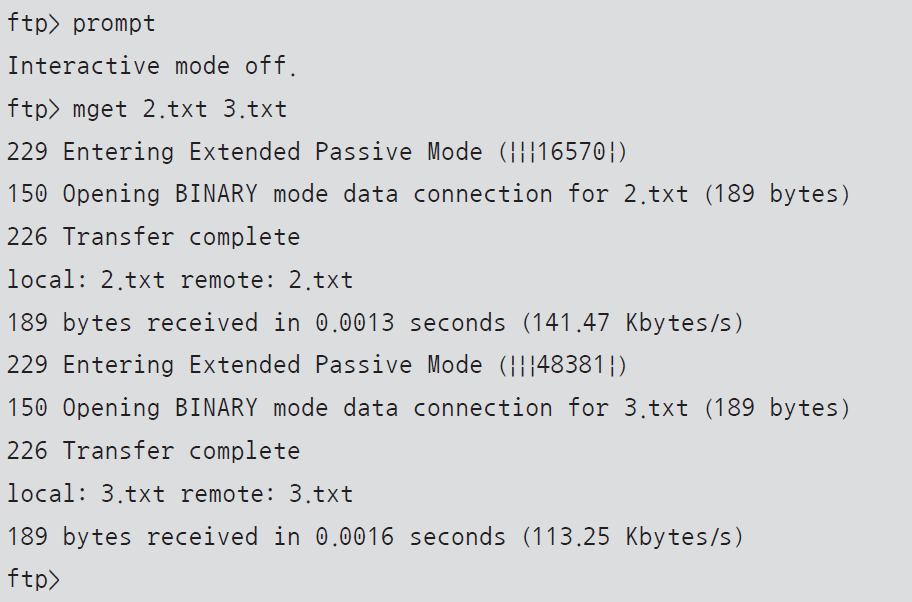 ftp> prompt
Interactive mode off.
ftp> mget 2.txt 3.txt
229 Entering Extended Passive Mode (|||16570|)
150 Opening BINARY mode data connection for 2.txt (189 bytes)
226 Transfer complete
local: 2.txt remote: 2.txt
189 bytes received in 0.0013 seconds (141.47 Kbytes/s)
229 Entering Extended Passive Mode (|||48381|)
150 Opening BINARY mode data connection for 3.txt (189 bytes)
226 Transfer complete
local: 3.txt remote: 3.txt
189 bytes received in 0.0016 seconds (113.25 Kbytes/s)
ftp>